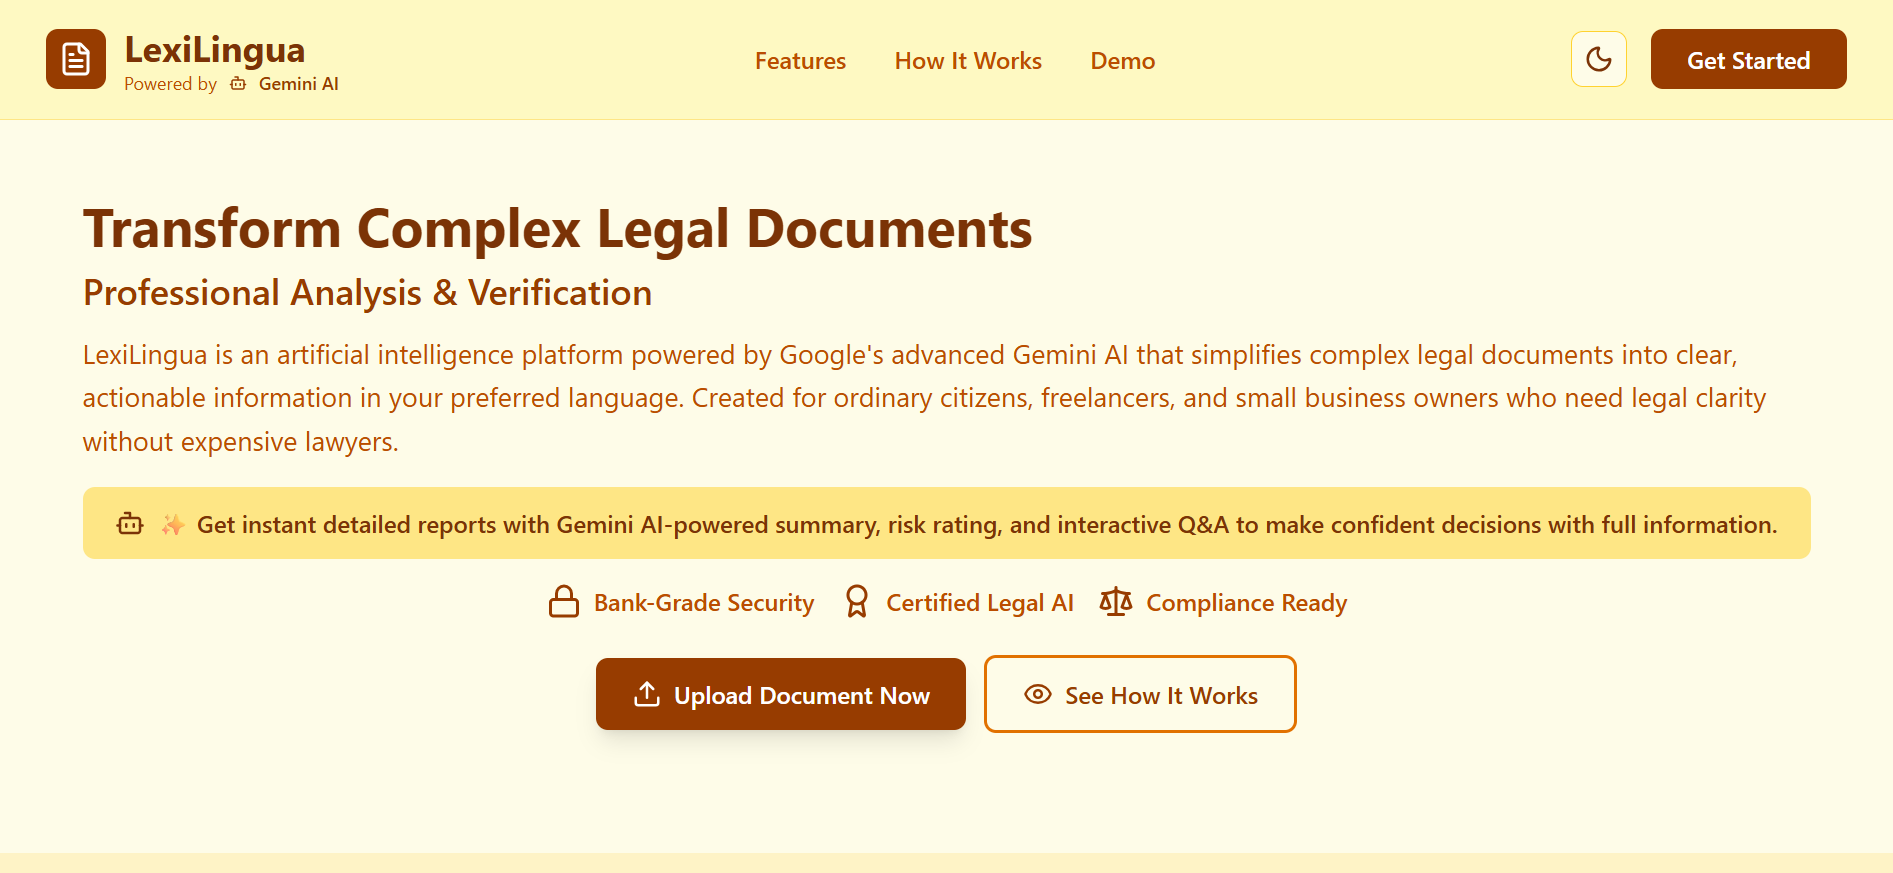 LexiLingua
Powered by Gemini AI
Features
How It Works
Demo
Get Started
Transform Complex Legal Documents
Professional Analysis & Verification
LexiLingua is an artificial intelligence platform powered by Google's advanced Gemini AI that simplifies complex legal documents into clear,
actionable information in your preferred language. Created for ordinary citizens, freelancers, and small business owners who need legal clarity
without expensive lawyers.
✨ Get instant detailed reports with Gemini AI-powered summary, risk rating, and interactive Q&A to make confident decisions with full information.
Bank-Grade Security
Certified Legal AI
Compliance Ready
Upload Document Now
See How It Works